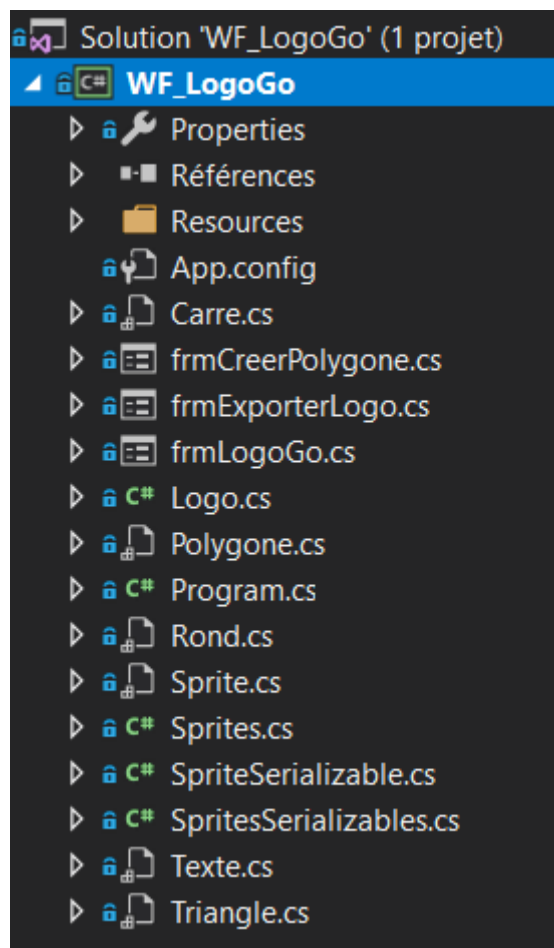 Solution 'WF_LogoGo' (1 projet)
C# WF_LogoGo
Properties
Références
Resources
App.config
Carre.cs
frmCreerPolygone.cs
frmExporterLogo.cs
frmLogoGo.cs
C# Logo.cs
Polygone.cs
C# Program.cs
Rond.cs
Sprite.cs
C# Sprites.cs
C# SpriteSerializable.cs
C# SpritesSerializables.cs
Texte.cs
Triangle.cs